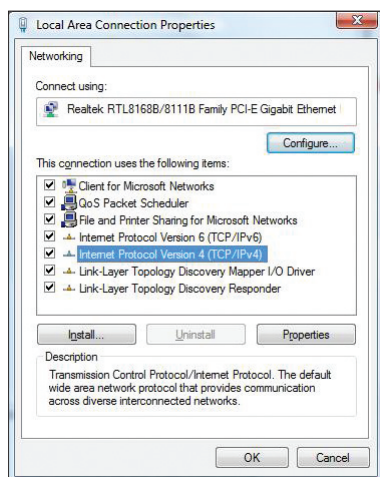 Local Area Connection Properties
Networking
Connect using:
Realtek RTL8168B/8111B Family PCI-E Gigabit Ethernet
Configure...
This connection uses the following items:
Client for Microsoft Networks
QoS Packet Scheduler
File and Printer Sharing for Microsoft Networks
Internet Protocol Version 6 (TCP/IPv6)
Internet Protocol Version 4 (TCP/IPv4)
Link-Layer Topology Discovery Mapper I/O Driver
Link-Layer Topology Discovery Responder
Install...
Uninstall
Properties
Description
Transmission Control Protocol/Internet Protocol. The default
wide area network protocol that provides communication
across diverse interconnected networks.
OK
Cancel